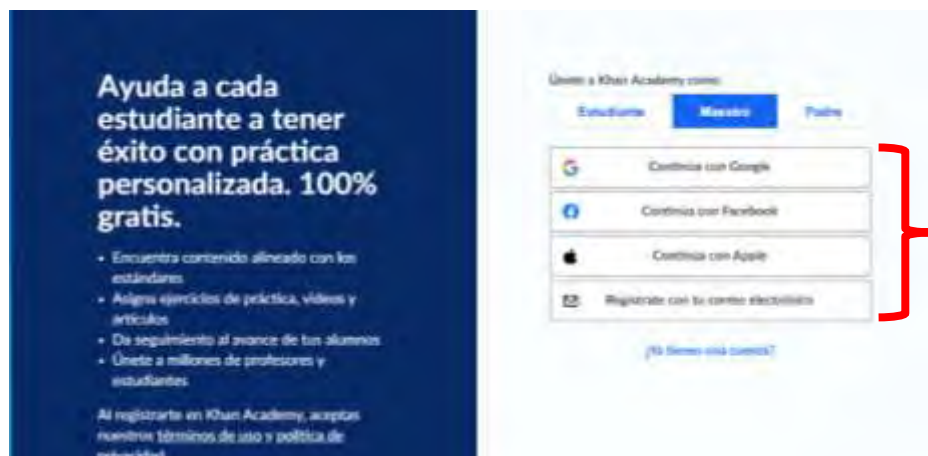 Ayuda a cada
estudiante a tener
éxito con práctica
personalizada. 100%
gratis.
• Encuentra contenido alineado con los
estándares
• Asigna ejercicios de práctica, videos y
artículos
• Da seguimiento al avance de tus alumnos
• Únete a millones de profesores y
estudiantes
Al registrarte en Khan Academy, aceptas
nuestros términos de uso y política de
privacidad.
Únete a Khan Academy como:
Estudiante Maestro Padre
Continúa con Google
Continúa con Facebook
Continúa con Apple
Regístrate con tu correo electrónico
¿Ya tienes una cuenta?